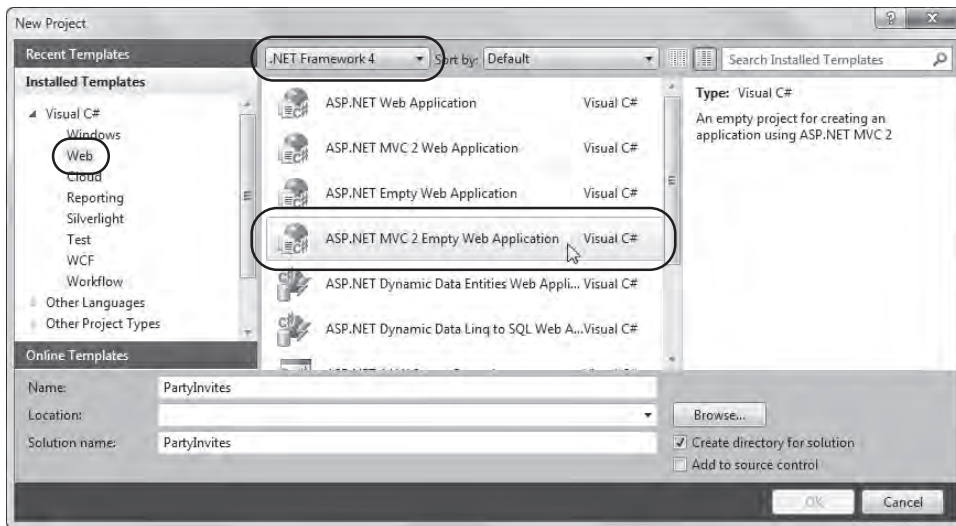 New Project
Recent Templates
Installed Templates
Visual C#
Windows
Web
Cloud
Reporting
Silverlight
Test
WCF
Workflow
Other Languages
Other Project Types
Online Templates
.NET Framework 4
Sort by: Default
Search Installed Templates
ASP.NET Web Application Visual C#
ASP.NET MVC 2 Web Application Visual C#
ASP.NET Empty Web Application Visual C#
ASP.NET MVC 2 Empty Web Application Visual C#
ASP.NET Dynamic Data Entities Web Appli... Visual C#
ASP.NET Dynamic Data Linq to SQL Web A... Visual C#
Type: Visual C#
An empty project for creating an
application using ASP.NET MVC 2
Name: PartyInvites
Location:
Browse...
Solution name: PartyInvites
Create directory for solution
Add to source control
OK
Cancel